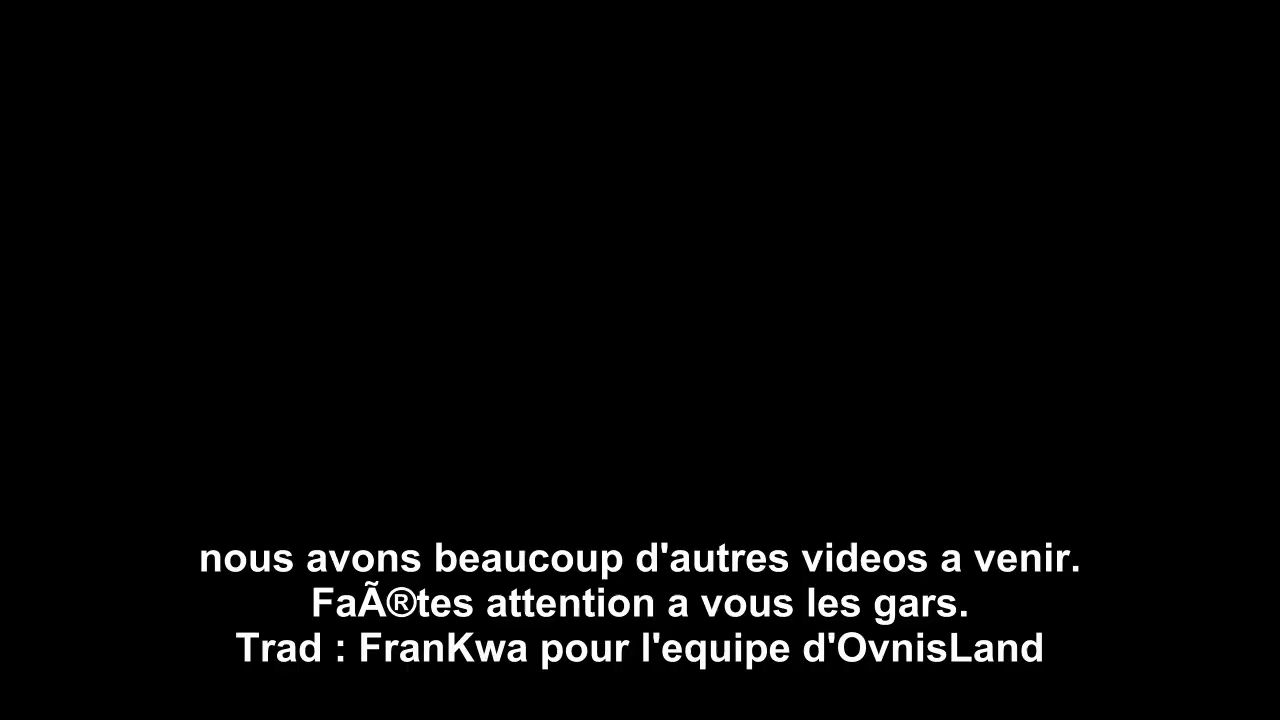 nous avons beaucoup d'autres videos a venir.
FaÃ®tes attention a vous les gars.
Trad : FranKwa pour l'equipe d'OvnisLand